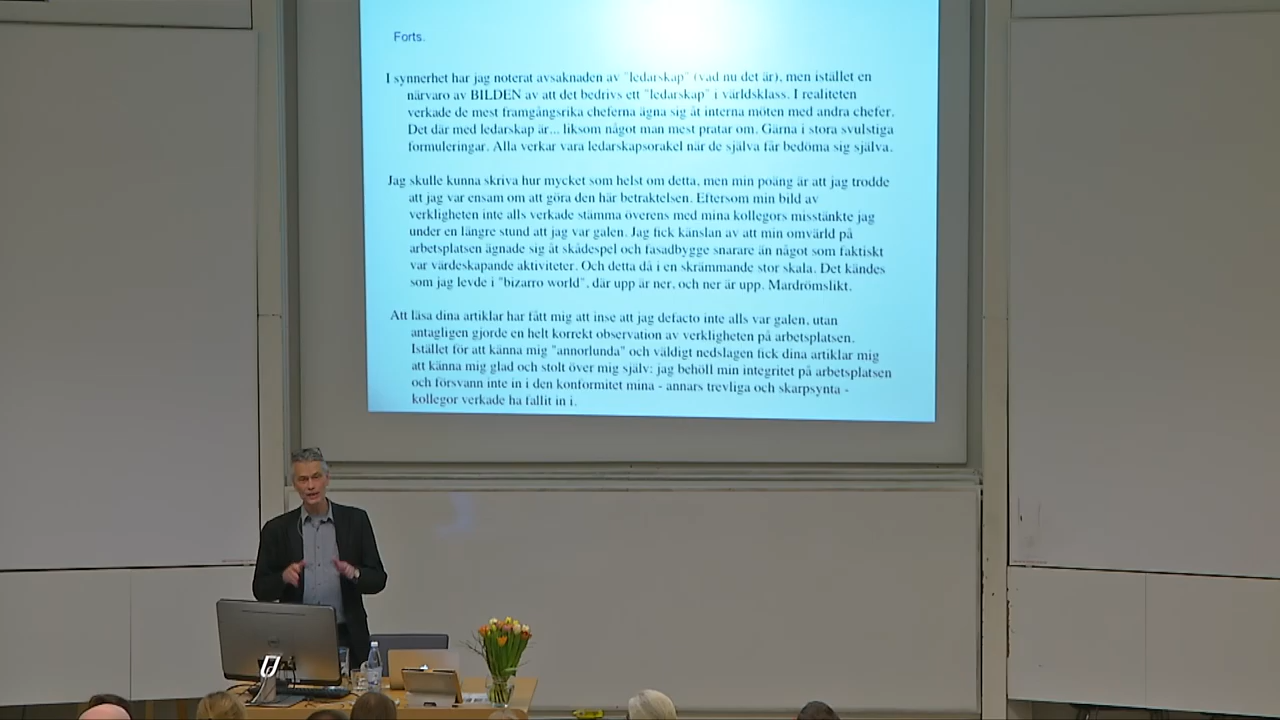 Forts.
I synnerhet har jag noterat avsaknaden av "ledarskap" (vad nu det är), men istället en
närvaro av BILDEN av att det bedrivs ett "ledarskap" i världsklass. I realiteten
verkade de mest framgångsrika cheferna ägna sig åt interna möten med andra chefer.
Det där med ledarskap är... liksom något man mest pratar om. Gärna i stora svulstiga
formuleringar. Alla verkar vara ledarskapsorakel när de själva får bedöma sig själva.
Jag skulle kunna skriva hur mycket som helst om detta, men min poäng är att jag trodde
att jag var ensam om att göra den här betraktelsen. Eftersom min bild av
verkligheten inte alls verkade stämma överens med mina kollegors misstänkte jag
under en längre stund att jag var galen. Jag fick känslan av att min omvärld på
arbetsplatsen ägnade sig åt skådespel och fasadbygge snarare än något som faktiskt
var värdeskapande aktiviteter. Och detta då i en skrämmande stor skala. Det kändes
som jag levde i "bizarro world", där upp är ner, och ner är upp. Mardrömslikt.
Att läsa dina artiklar har fått mig att inse att jag defacto inte alls var galen, utan
antagligen gjorde en helt korrekt observation av verkligheten på arbetsplatsen.
Istället för att känna mig "annorlunda" och väldigt nedslagen fick dina artiklar mig
att känna mig glad och stolt över mig själv: jag behöll min integritet på arbetsplatsen
och försvann inte in i den konformitet mina - annars trevliga och skarpsynta -
kollegor verkade ha fallit in i.